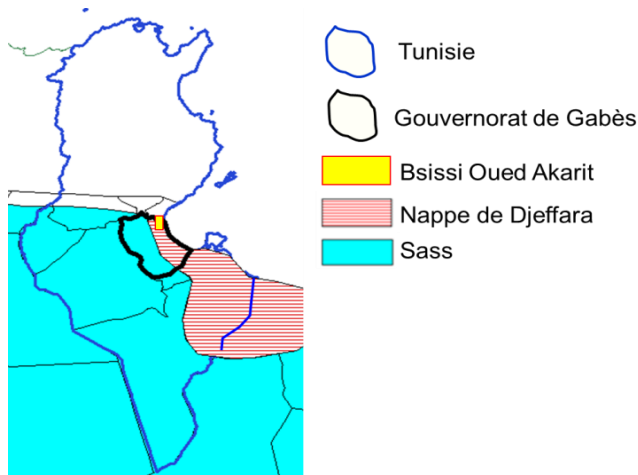 Tunisie
Gouvernorat de Gabès
Bsissi Oued Akarit
Nappe de Djeffara
Sass